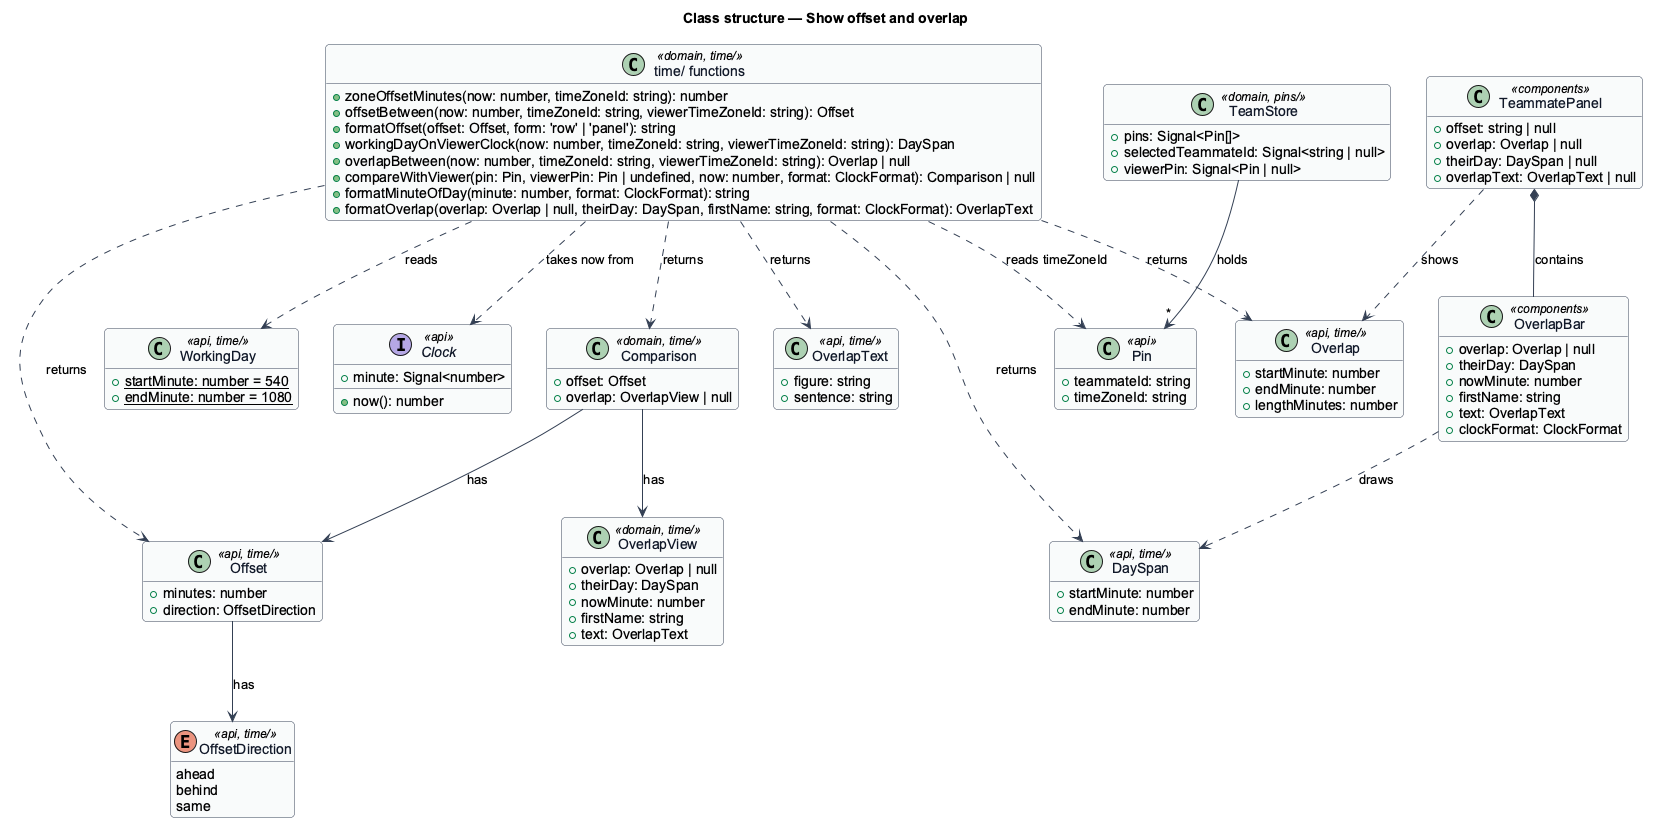 Class structure — Show offset and overlap
«domain, time/»
time/ functions
zoneOffsetMinutes(now: number, timeZoneId: string): number
offsetBetween(now: number, timeZoneId: string, viewerTimeZoneId: string): Offset
formatOffset(offset: Offset, form: 'row' | 'panel'): string
workingDayOnViewerClock(now: number, timeZoneId: string, viewerTimeZoneId: string): DaySpan
overlapBetween(now: number, timeZoneId: string, viewerTimeZoneId: string): Overlap | null
compareWithViewer(pin: Pin, viewerPin: Pin | undefined, now: number, format: ClockFormat): Comparison | null
formatMinuteOfDay(minute: number, format: ClockFormat): string
formatOverlap(overlap: Overlap | null, theirDay: DaySpan, firstName: string, format: ClockFormat): OverlapText
«domain, pins/»
TeamStore
pins: Signal<Pin[]>
selectedTeammateId: Signal<string | null>
viewerPin: Signal<Pin | null>
«components»
TeammatePanel
offset: string | null
overlap: Overlap | null
theirDay: DaySpan | null
overlapText: OverlapText | null
reads
takes now from
returns
returns
reads timeZoneId
returns
holds
shows
contains
*
«api, time/»
WorkingDay
startMinute: number = 540
endMinute: number = 1080
«api»
Clock
minute: Signal<number>
now(): number
«domain, time/»
Comparison
offset: Offset
overlap: OverlapView | null
«api, time/»
OverlapText
figure: string
sentence: string
«api»
Pin
teammateId: string
timeZoneId: string
«api, time/»
Overlap
startMinute: number
endMinute: number
lengthMinutes: number
«components»
OverlapBar
overlap: Overlap | null
theirDay: DaySpan
nowMinute: number
firstName: string
text: OverlapText
clockFormat: ClockFormat
returns
returns
has
has
draws
«api, time/»
Offset
minutes: number
direction: OffsetDirection
«domain, time/»
OverlapView
overlap: Overlap | null
theirDay: DaySpan
nowMinute: number
firstName: string
text: OverlapText
«api, time/»
DaySpan
startMinute: number
endMinute: number
has
«api, time/»
OffsetDirection
ahead
behind
same